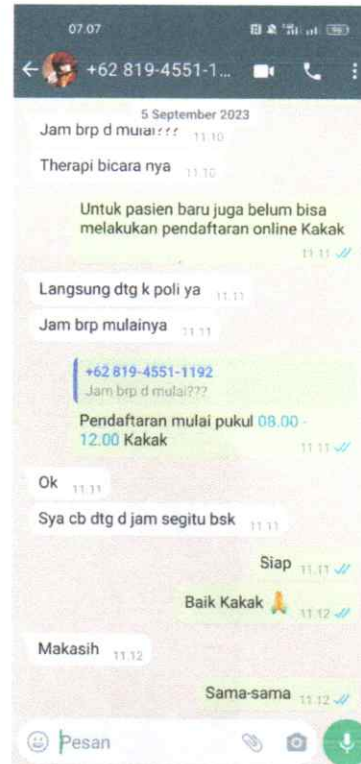 07.07
+62 819-4551-1...
5 September 2023
Jam brp d mulai??? 11.10
Therapi bicara nya 11.10
Untuk pasien baru juga belum bisa
melakukan pendaftaran online Kakak
11.11
Langsung dtg k poli ya 11.11
Jam brp mulainya 11.11
+62 819-4551-1192
Jam brp d mulai???
Pendaftaran mulai pukul 08.00 -
12.00 Kakak
11.11
Ok 11.11
Sya cb dtg d jam segitu bsk 11.11
Siap 11.11
Baik Kakak 🙏 11.12
Makasih 11.12
Sama-sama 11.12
Pesan